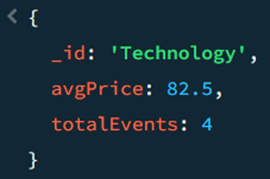 {
_id: 'Technology',
avgPrice: 82.5,
totalEvents: 4
}